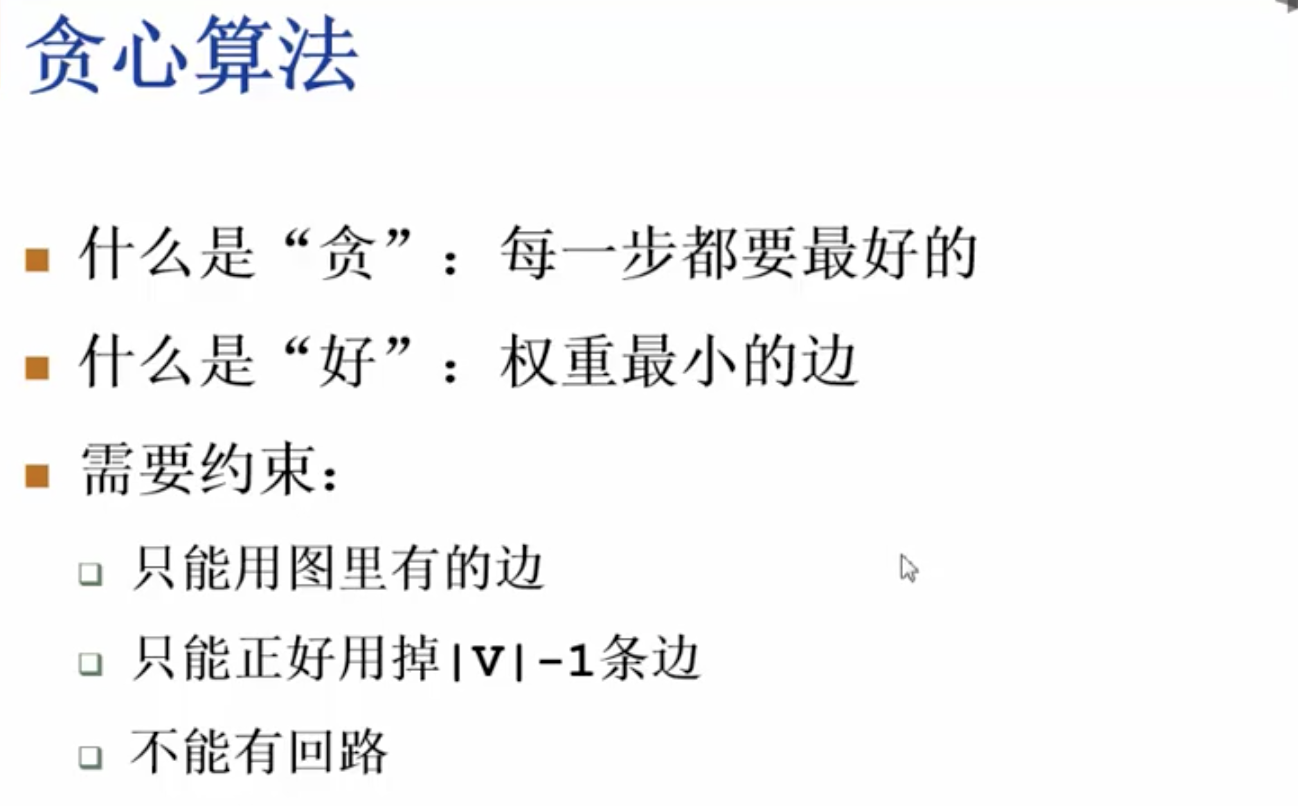 贪心算法
什么是“贪”：每一步都要最好的
什么是“好”：权重最小的边
需要约束：
只能用图里有的边
只能正好用掉|V|-1条边
不能有回路